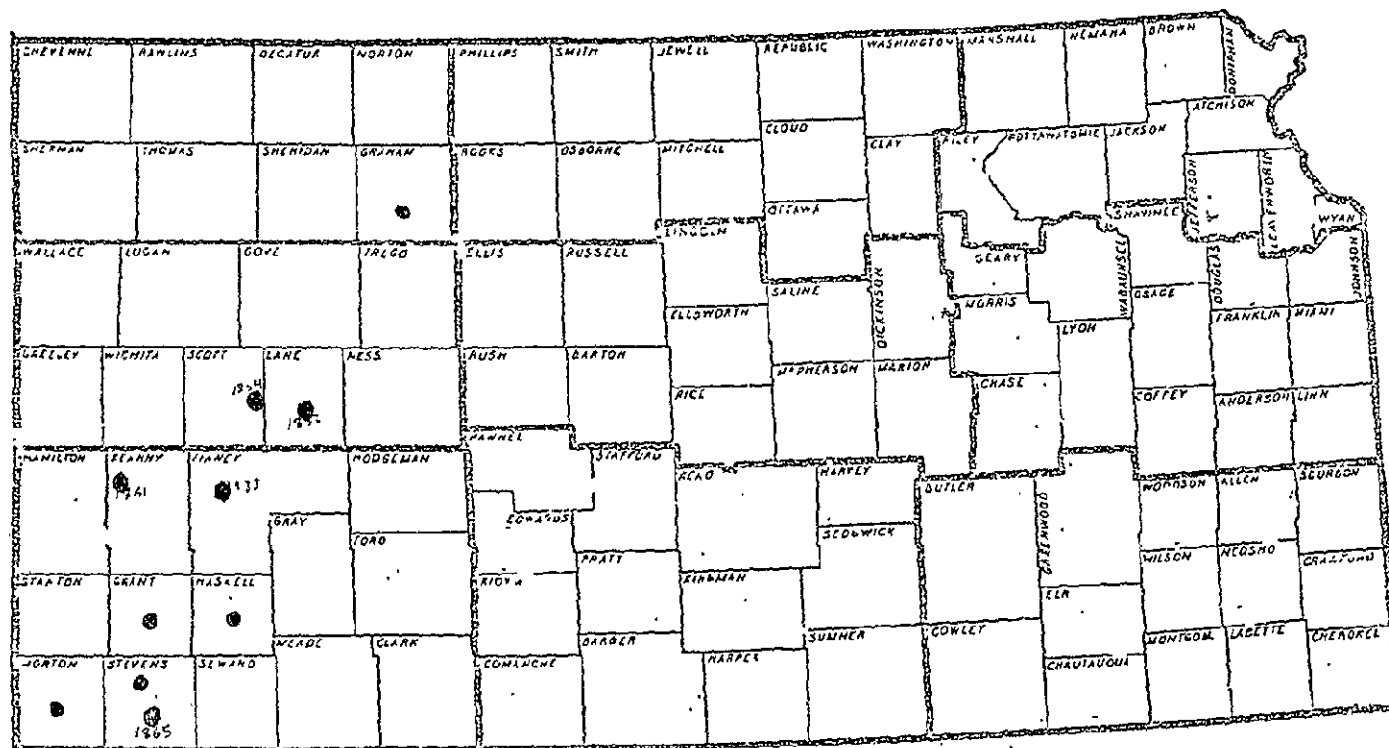 CHEYENNE RAWLINS DECATUR NORTON PHILLIPS SMITH JEWELL REPUBLIC WASHINGTON MARSHALL NEMAHA BROWN DONIPHAN
ATCHISON
CLOUD
SHERMAN THOMAS SHERIDAN GRAHAM ROOKS OSBORNE MITCHELL CLAY RILEY POTTAWATOMIE JACKSON
JEFFERSON LEAVENWORTH
OTTAWA SHAWNEE WYAN
LINCOLN
WALLACE LOGAN GOVE TREGO ELLIS RUSSELL GEARY WABAUNSEE DOUGLAS JOHNSON
SALINE DICKINSON OSAGE
ELLSWORTH MORRIS FRANKLIN MIAMI
LYON
GREELEY WICHITA SCOTT LANE NESS RUSH BARTON McPHERSON MARION
CHASE
RICE COFFEY ANDERSON LINN
PAWNEE
HAMILTON KEARNY FINNEY HODGEMAN STAFFORD
RENO HARVEY
BUTLER WOODSON ALLEN BOURBON
GRAY EDWARDS
FORD SEDGWICK GREENWOOD
PRATT WILSON NEOSHO CRAWFORD
STANTON GRANT HASKELL KIOWA KINGMAN
ELK
MEADE CLARK BARBER SUMNER COWLEY MONTGOM LABETTE CHEROKEE
MORTON STEVENS SEWARD COMANCHE HARPER
CHAUTAUQUA
1865